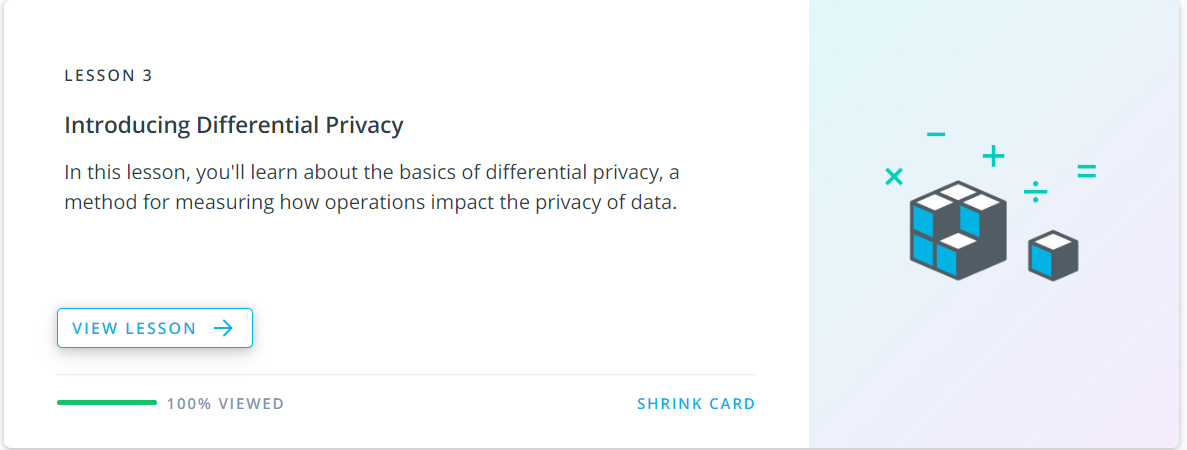 LESSON 3
Introducing Differential Privacy
In this lesson, you'll learn about the basics of differential privacy, a
method for measuring how operations impact the privacy of data.
VIEW LESSON
100% VIEWED
SHRINK CARD